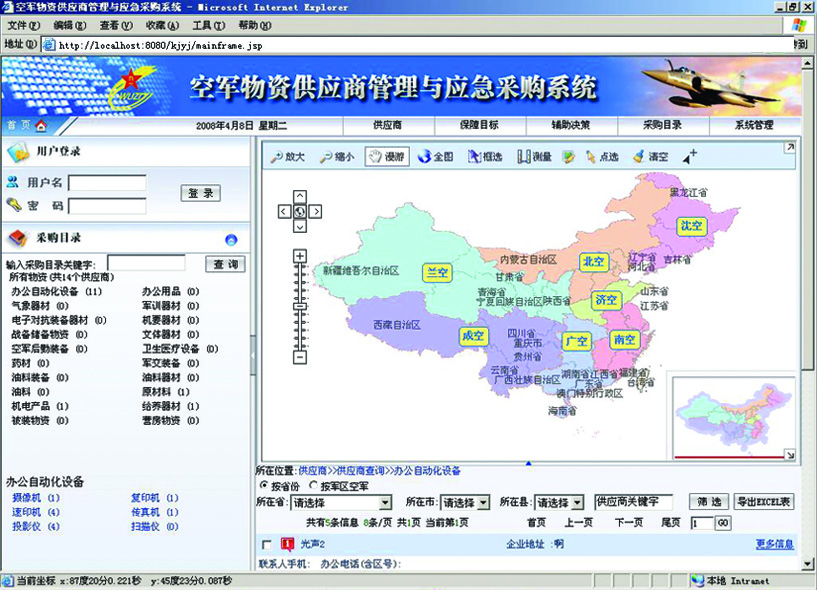 空军物资供应商管理与应急采购系统 - Microsoft Internet Explorer
文件(F) 编辑(E) 查看(V) 收藏(A) 工具(T) 帮助(H)
地址(D) http://localhost:8080/kjyj/mainframe.jsp 转到
空军物资供应商管理与应急采购系统
首页 2008年4月8日 星期二 供应商 保障目标 辅助决策 采购目录 系统管理
用户登录
用户名
密 码
登 录
采购目录
输入采购目录关键字: 查 询
所有物资 (共14个供应商)
办公自动化设备 (11) 办公用品 (0)
气象器材 (0) 军训器材 (0)
电子对抗装备器材 (0) 机要器材 (0)
战备储备物资 (0) 文体器材 (0)
空军后勤装备 (0) 卫生医疗设备 (0)
药材 (0) 军交装备 (0)
油料装备 (0) 油料器材 (0)
油料 (0) 原材料 (1)
机电产品 (1) 给养器材 (1)
被装物资 (0) 营房物资 (0)
办公自动化设备
摄像机 (1) 复印机 (1)
速印机 (4) 传真机 (1)
投影仪 (4) 扫描仪 (0)
放大 缩小 漫游 全图 框选 测量 点选 清空
黑龙江省
沈空
内蒙古自治区 北空 辽宁省 吉林省
河北省
新疆维吾尔自治区 兰空 甘肃省
青海省 山东省
宁夏回族自治区 陕西省 济空 江苏省
西藏自治区
成空 四川省 广空 南空
重庆市
贵州省
云南省 湖南省 江西省 福建省
广西壮族自治区 广东省 台湾省
澳门特别行政区
海南省
所在位置:供应商>>供应商查询>>办公自动化设备
按省份 按军区空军
所在省: 请选择 所在市: 请选择 所在县: 请选择 供应商关键字 筛 选 导出EXCEL表
共有5条信息 8条/页 共1页 当前第1页 首页 上一页 下一页 尾页 1 GO
光声2 企业地址 :啊 更多信息
联系人手机: 办公电话(含区号):
当前坐标 x:87度20分0.221秒 y:45度23分0.087秒 本地 Intranet